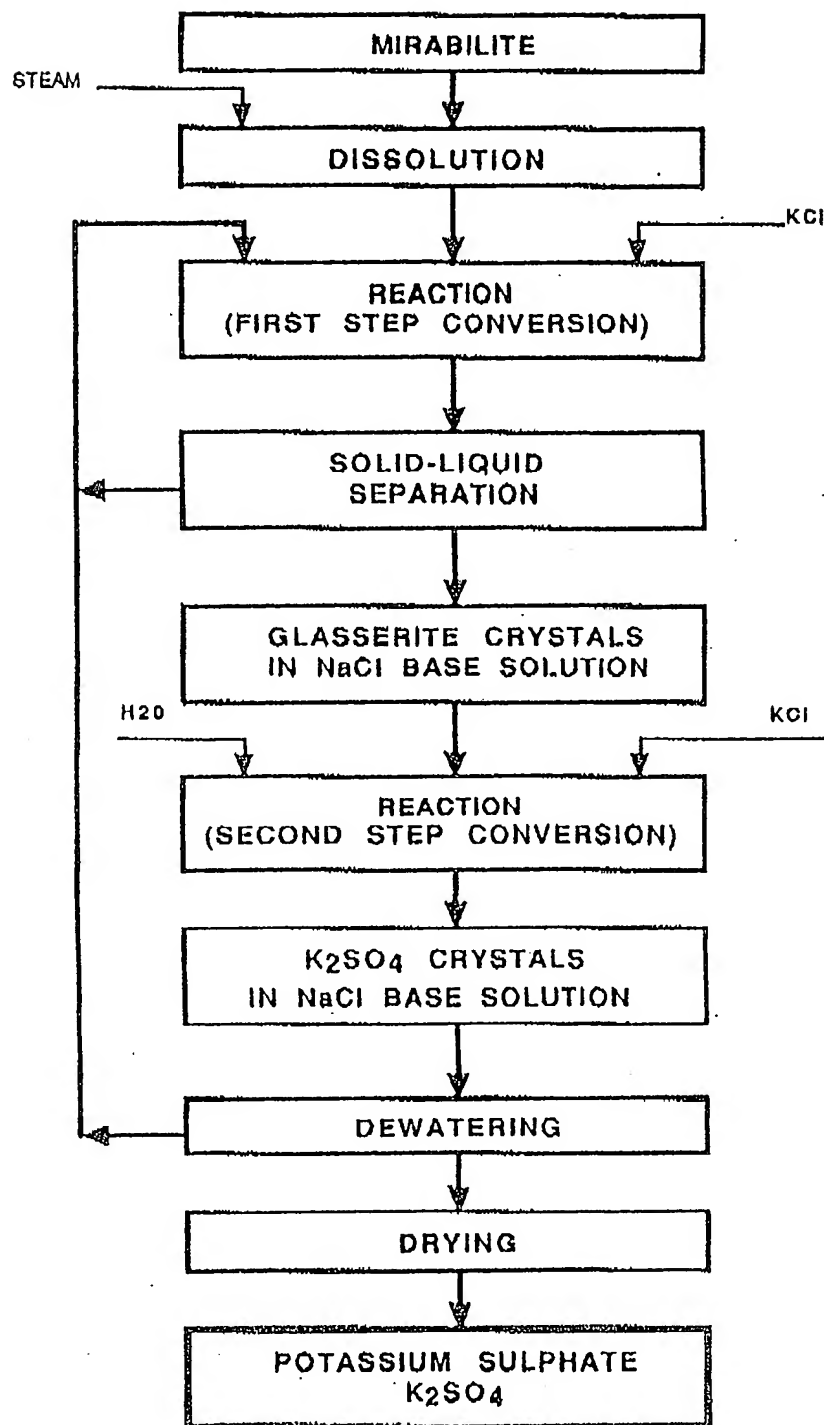 MIRABILITE
STEAM
DISSOLUTION
KCl
REACTION
(FIRST STEP CONVERSION)
SOLID-LIQUID
SEPARATION
GLASSERITE CRYSTALS
IN NaCl BASE SOLUTION
H20
KCl
REACTION
(SECOND STEP CONVERSION)
K2SO4 CRYSTALS
IN NaCl BASE SOLUTION
DEWATERING
DRYING
POTASSIUM SULPHATE
K2SO4